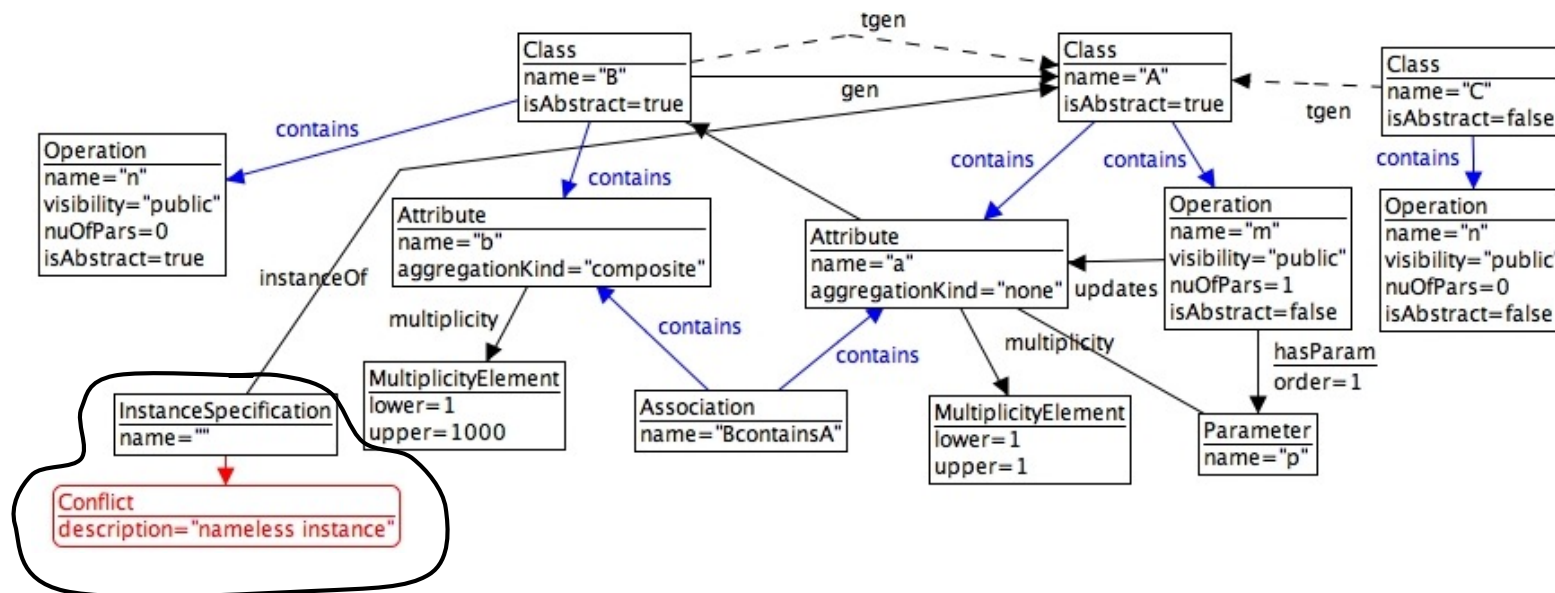 tgen
Class
name="B"
isAbstract=true
Class
name="A"
isAbstract=true
Class
name="C"
isAbstract=false
gen
tgen
contains
contains
contains
contains
contains
Operation
name="n"
visibility="public"
nuOfPars=0
isAbstract=true
Attribute
name="b"
aggregationKind="composite"
Attribute
name="a"
aggregationKind="none"
Operation
name="m"
visibility="public"
nuOfPars=1
isAbstract=false
Operation
name="n"
visibility="public"
nuOfPars=0
isAbstract=false
instanceOf
updates
multiplicity
contains
contains
multiplicity
hasParam
order=1
MultiplicityElement
lower=1
upper=1000
Association
name="BcontainsA"
MultiplicityElement
lower=1
upper=1
Parameter
name="p"
InstanceSpecification
name=""
Conflict
description="nameless instance"